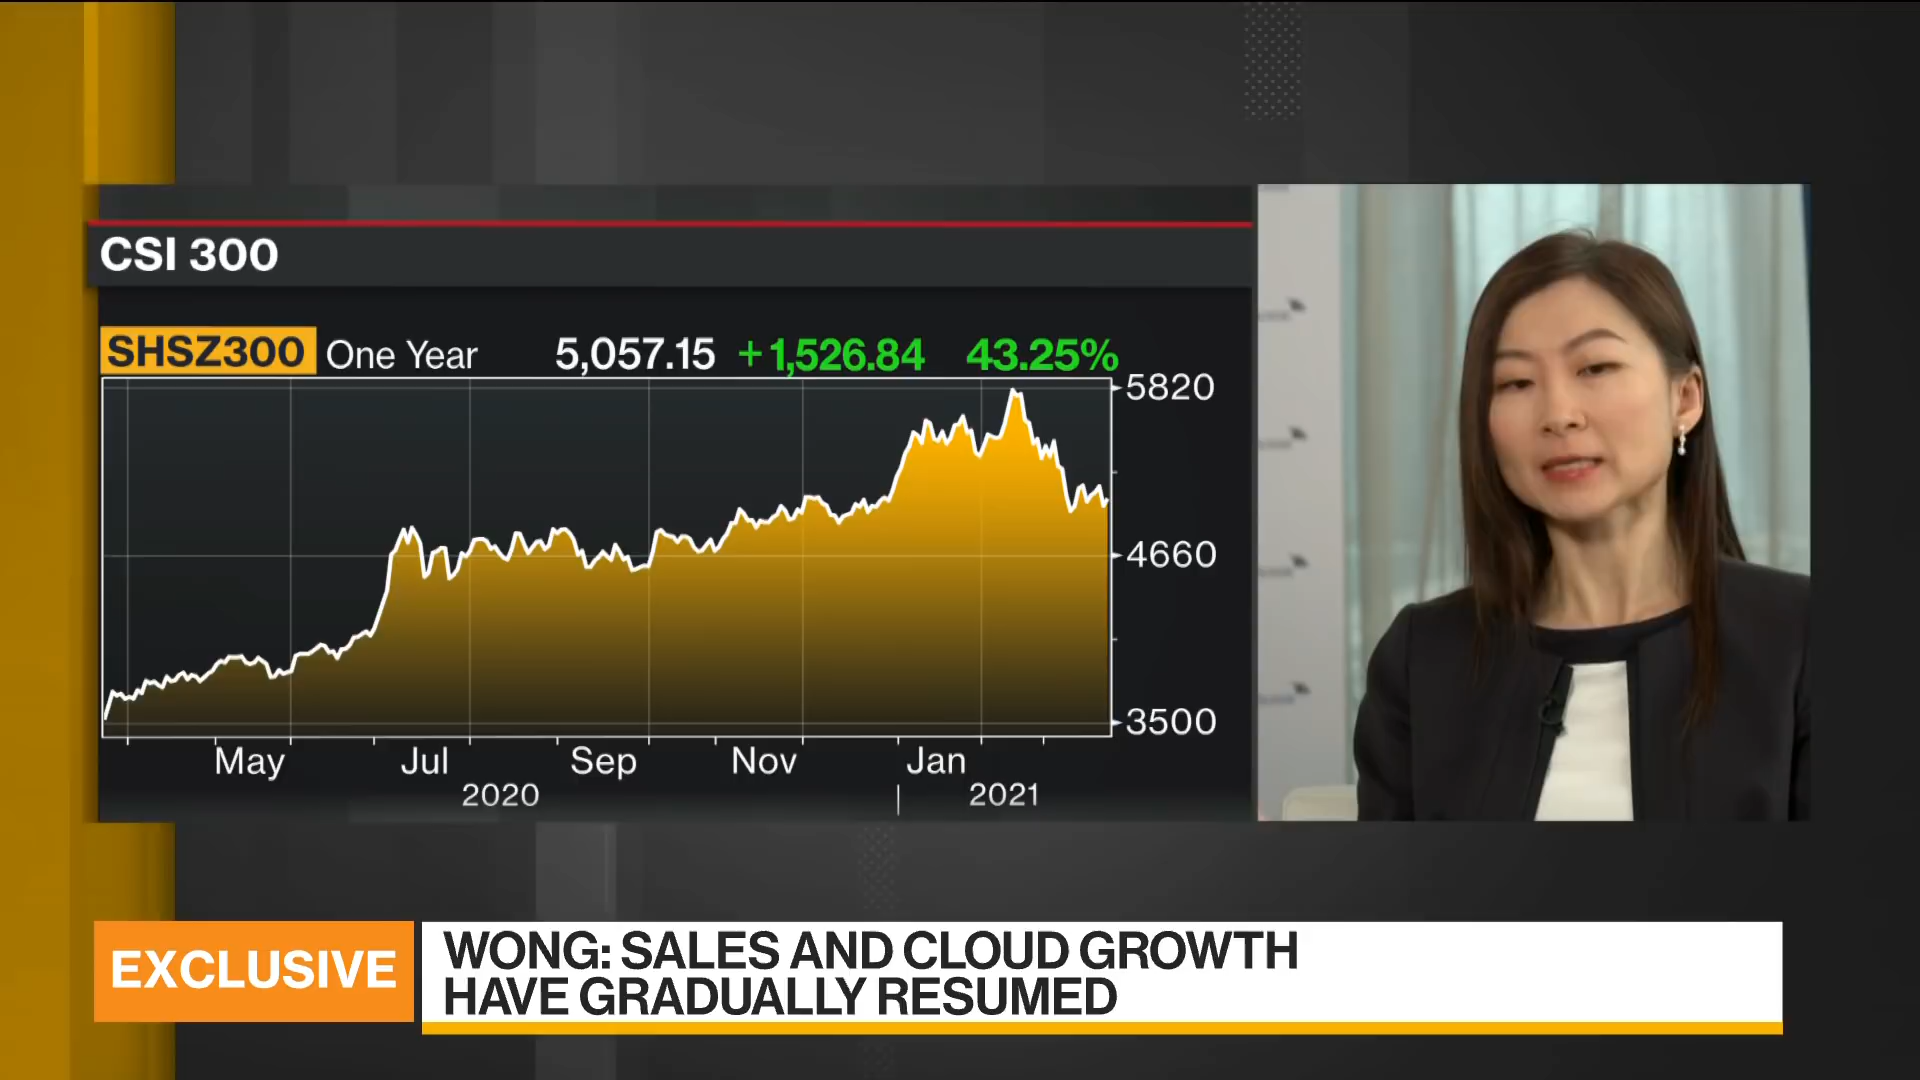 CSI 300
SHSZ300 One Year 5,057.15 +1,526.84 43.25%
5820
4660
3500
May Jul Sep Nov Jan
2020 2021
EXCLUSIVE
WONG: SALES AND CLOUD GROWTH
HAVE GRADUALLY RESUMED